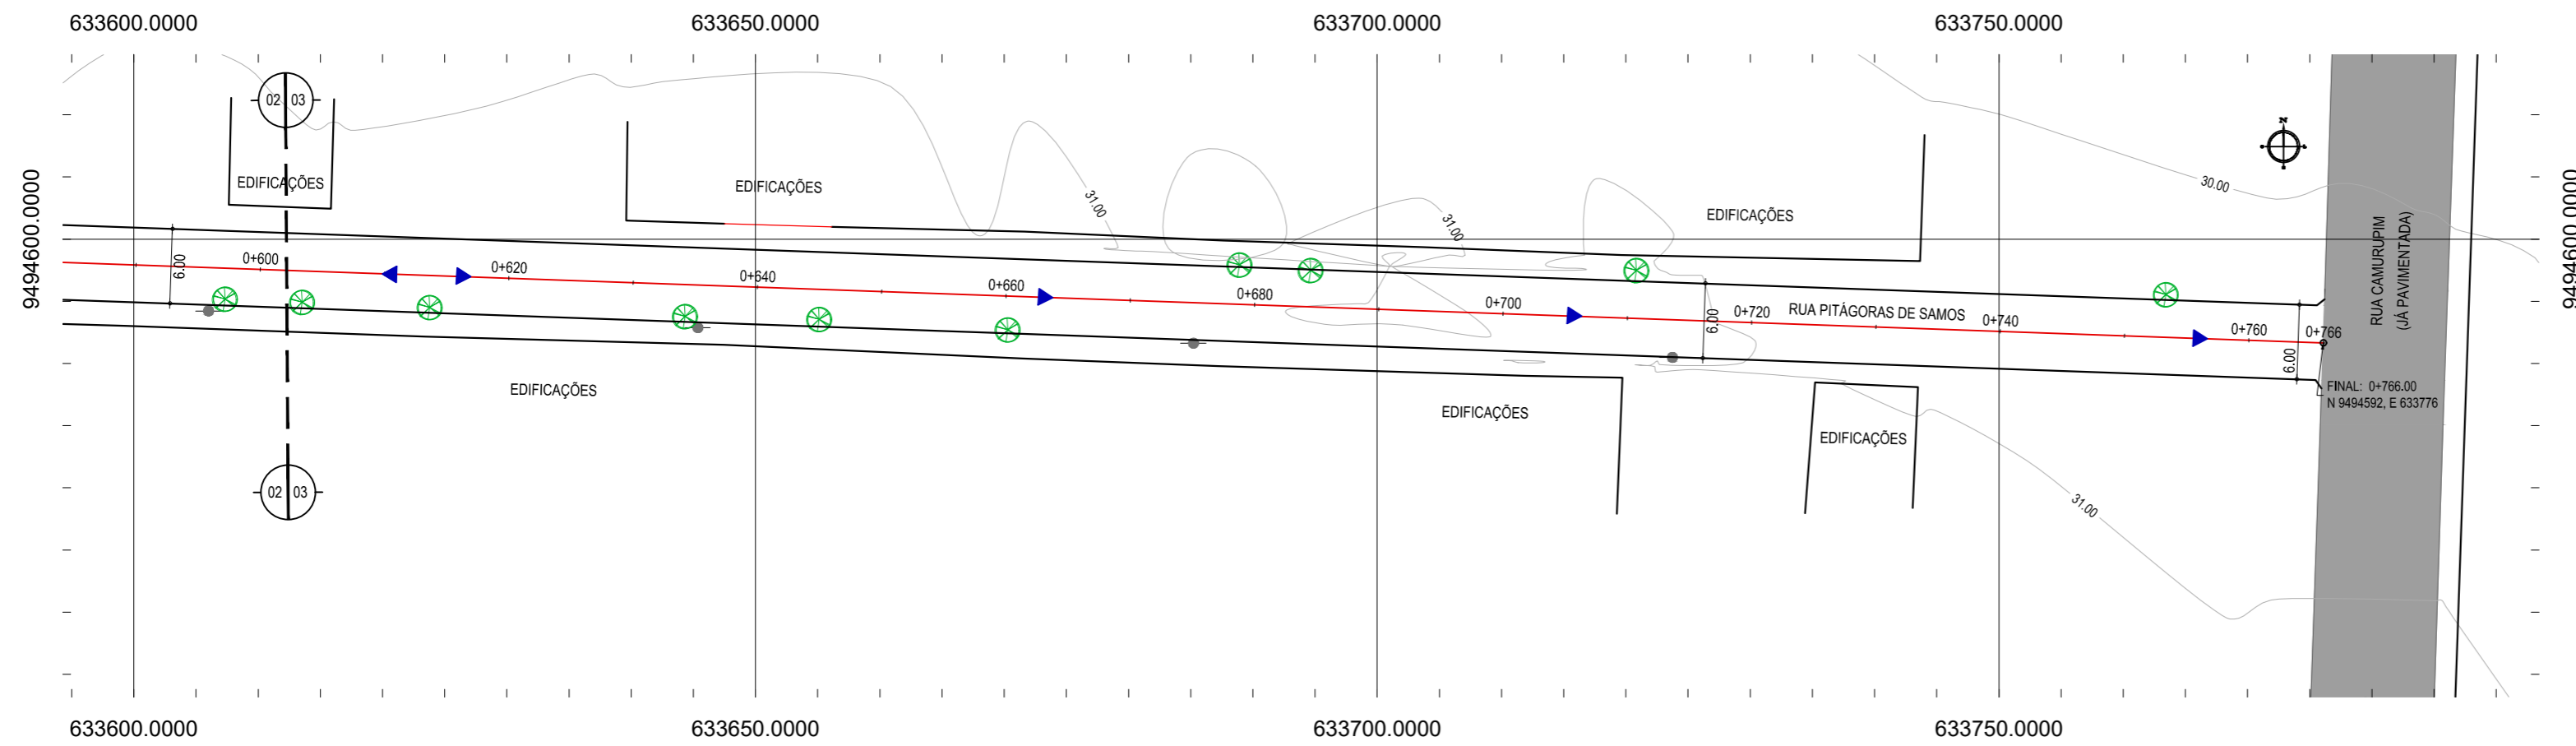 633600.0000
633650.0000
633700.0000
633750.0000
9494600.0000
9494600.0000
02 03
EDIFICAÇÕES
EDIFICAÇÕES
EDIFICAÇÕES
31.00
31.00
30.00
N
RUA CAMURUPIM
(JÁ PAVIMENTADA)
6.00
0+600
0+620
0+640
0+660
0+680
0+700
0+720
RUA PITÁGORAS DE SAMOS
0+740
0+760
0+766
6.00
6.00
FINAL: 0+766.00
N 9494592, E 633776
EDIFICAÇÕES
EDIFICAÇÕES
EDIFICAÇÕES
02 03
31.00
633600.0000
633650.0000
633700.0000
633750.0000